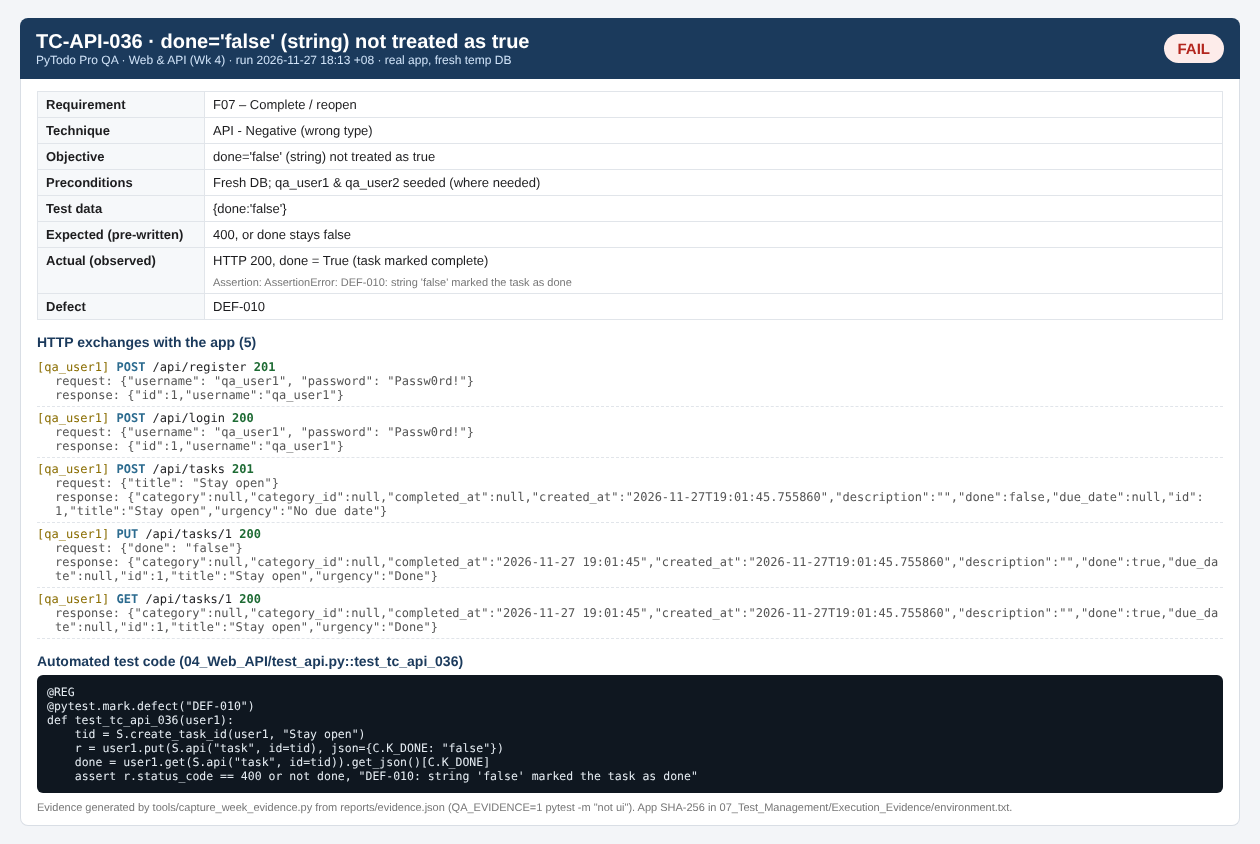 TC-API-036 · done='false' (string) not treated as true
PyTodo Pro QA · Web & API (Wk 4) · run 2026-11-27 18:13 +08 · real app, fresh temp DB
FAIL
Requirement F07 – Complete / reopen
Technique API - Negative (wrong type)
Objective done='false' (string) not treated as true
Preconditions Fresh DB; qa_user1 & qa_user2 seeded (where needed)
Test data {done:'false'}
Expected (pre-written) 400, or done stays false
Actual (observed) HTTP 200, done = True (task marked complete)
Assertion: AssertionError: DEF-010: string 'false' marked the task as done
Defect DEF-010
HTTP exchanges with the app (5)
[qa_user1] POST /api/register 201
request: {"username": "qa_user1", "password": "Passw0rd!"}
response: {"id":1,"username":"qa_user1"}
[qa_user1] POST /api/login 200
request: {"username": "qa_user1", "password": "Passw0rd!"}
response: {"id":1,"username":"qa_user1"}
[qa_user1] POST /api/tasks 201
request: {"title": "Stay open"}
response: {"category":null,"category_id":null,"completed_at":null,"created_at":"2026-11-27T19:01:45.755860","description":"","done":false,"due_date":null,"id":
1,"title":"Stay open","urgency":"No due date"}
[qa_user1] PUT /api/tasks/1 200
request: {"done": "false"}
response: {"category":null,"category_id":null,"completed_at":"2026-11-27 19:01:45","created_at":"2026-11-27T19:01:45.755860","description":"","done":true,"due_da
te":null,"id":1,"title":"Stay open","urgency":"Done"}
[qa_user1] GET /api/tasks/1 200
response: {"category":null,"category_id":null,"completed_at":"2026-11-27 19:01:45","created_at":"2026-11-27T19:01:45.755860","description":"","done":true,"due_da
te":null,"id":1,"title":"Stay open","urgency":"Done"}
Automated test code (04_Web_API/test_api.py::test_tc_api_036)
@REG
@pytest.mark.defect("DEF-010")
def test_tc_api_036(user1):
    tid = S.create_task_id(user1, "Stay open")
    r = user1.put(S.api("task", id=tid), json={C.K_DONE: "false"})
    done = user1.get(S.api("task", id=tid)).get_json()[C.K_DONE]
    assert r.status_code == 400 or not done, "DEF-010: string 'false' marked the task as done"
Evidence generated by tools/capture_week_evidence.py from reports/evidence.json (QA_EVIDENCE=1 pytest -m "not ui"). App SHA-256 in 07_Test_Management/Execution_Evidence/environment.txt.